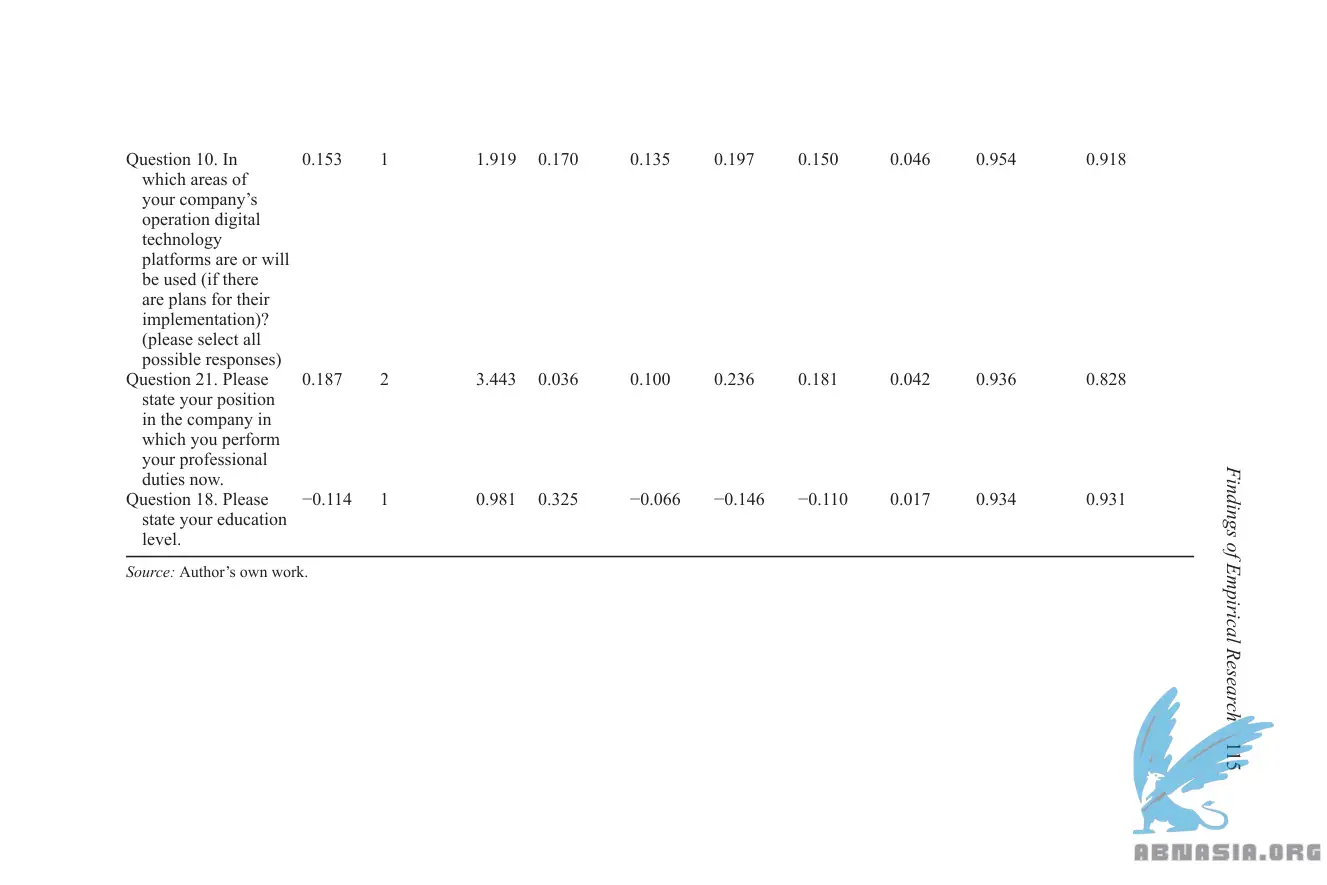 Question 10. In 0.153 1 1.919 0.170 0.135 0.197 0.150 0.046 0.954 0.918
which areas of
your company’s
operation digital
technology
platforms are or will
be used (if there
are plans for their
implementation)?
(please select all
possible responses)
Question 21. Please 0.187 2 3.443 0.036 0.100 0.236 0.181 0.042 0.936 0.828
state your position
in the company in
which you perform
your professional
duties now.
Question 18. Please −0.114 1 0.981 0.325 −0.066 −0.146 −0.110 0.017 0.934 0.931
state your education
level.
Source: Author’s own work.
Findings of Empirical Research 115
ABNASIA.ORG